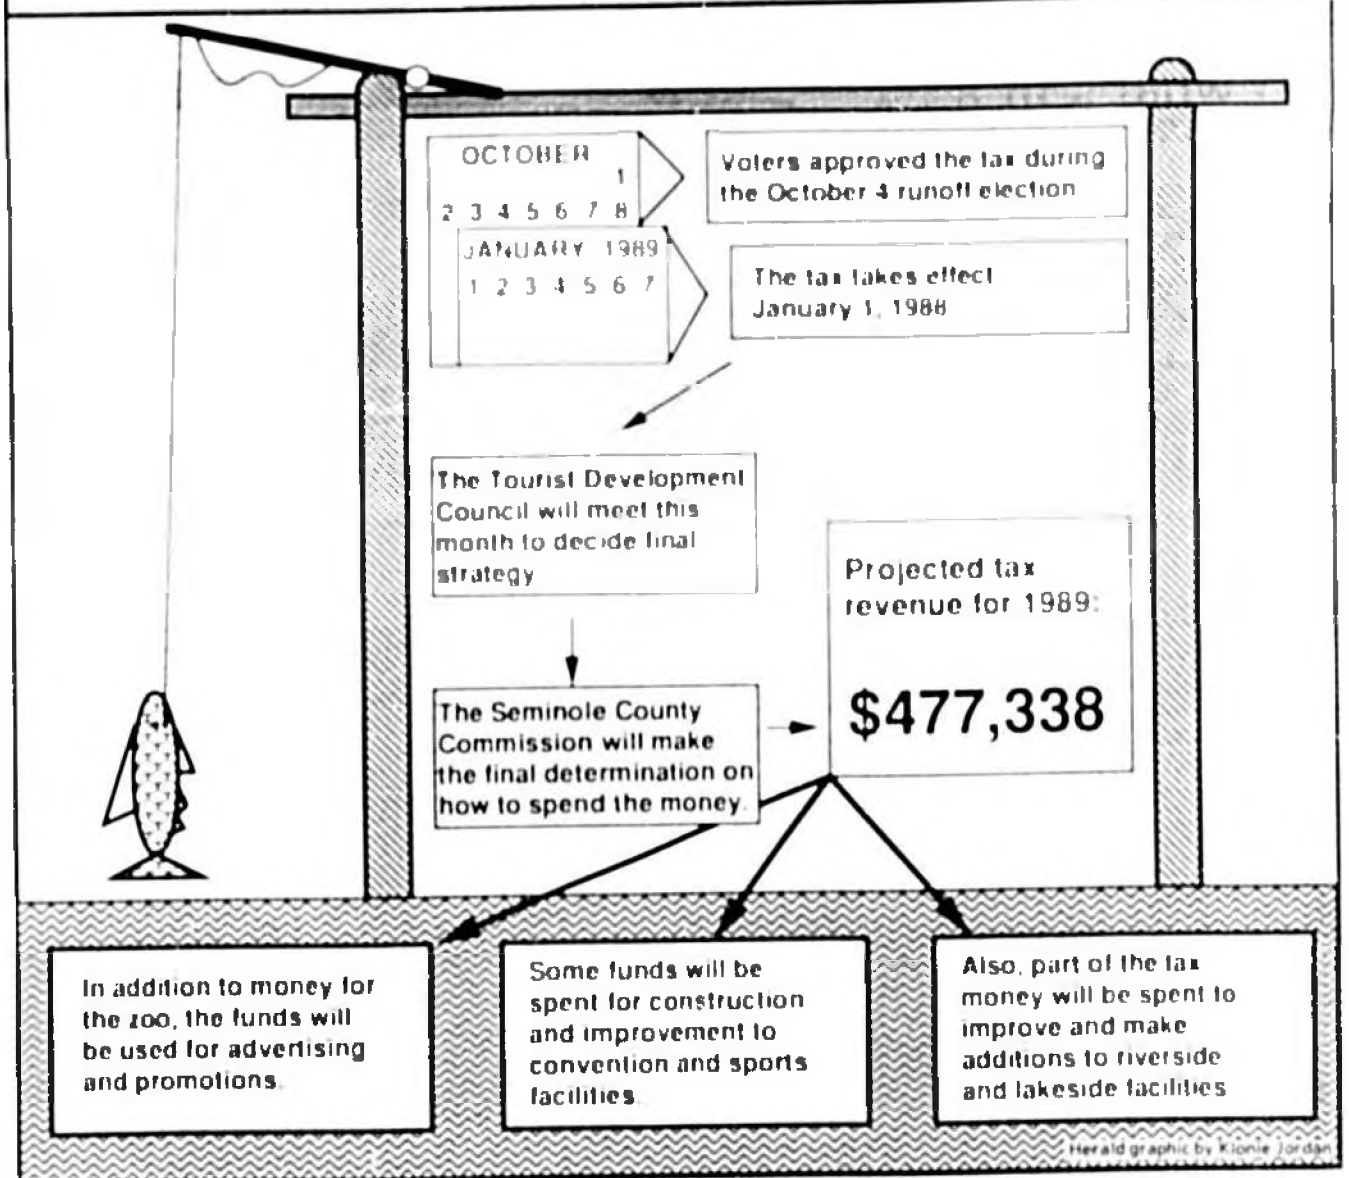 OCTOBER
1
2 3 4 5 6 7 8
JANUARY 1989
1 2 3 4 5 6 7
Voters approved the tax during
the October 4 runoff election
The tax takes effect
January 1, 1988
The Tourist Development
Council will meet this
month to decide final
strategy
The Seminole County
Commission will make
the final determination on
how to spend the money.
Projected tax
revenue for 1989:
$477,338
In addition to money for
the zoo, the funds will
be used for advertising
and promotions.
Some funds will be
spent for construction
and improvement to
convention and sports
facilities.
Also, part of the tax
money will be spent to
improve and make
additions to riverside
and lakeside facilities
Herald graphic by Jordan